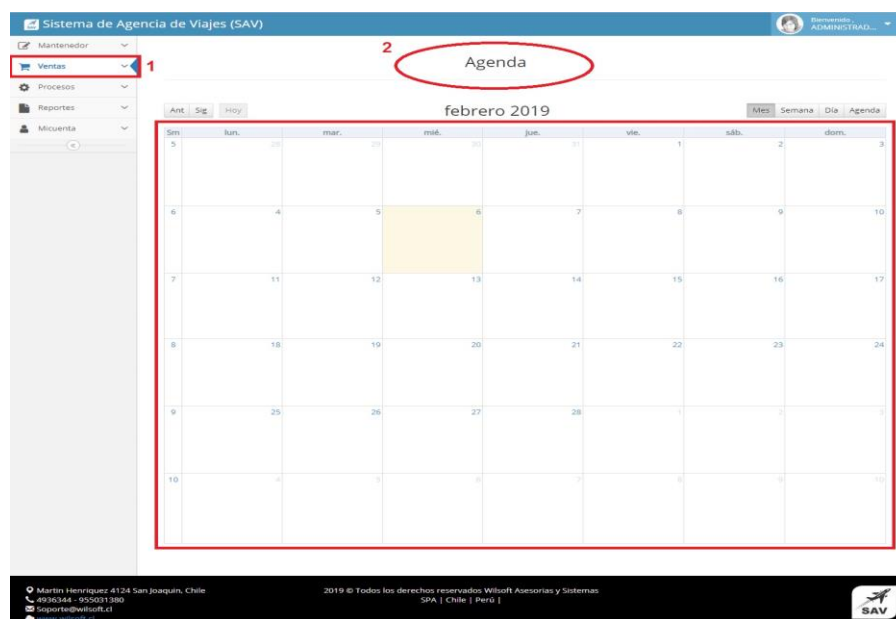 Sistema de Agencia de Viajes (SAV)
Bienvenido ,
ADMINISTRAD...
Mantenedor
Ventas
1
Procesos
Reportes
Micuenta
2
Agenda
Ant Sig Hoy
febrero 2019
Mes Semana Día Agenda
Sm lun. mar. mié. jue. vie. sáb. dom.
5 28 29 30 31 1 2 3
6 4 5 6 7 8 9 10
7 11 12 13 14 15 16 17
8 18 19 20 21 22 23 24
9 25 26 27 28 1 2 3
10 4 5 6 7 8 9 10
Martin Henriquez 4124 San Joaquin, Chile
4936344 - 955031380
Soporte@wilsoft.cl
www.wilsoft.cl
2019 © Todos los derechos reservados Wilsoft Asesorias y Sistemas
SPA | Chile | Perú |
SAV